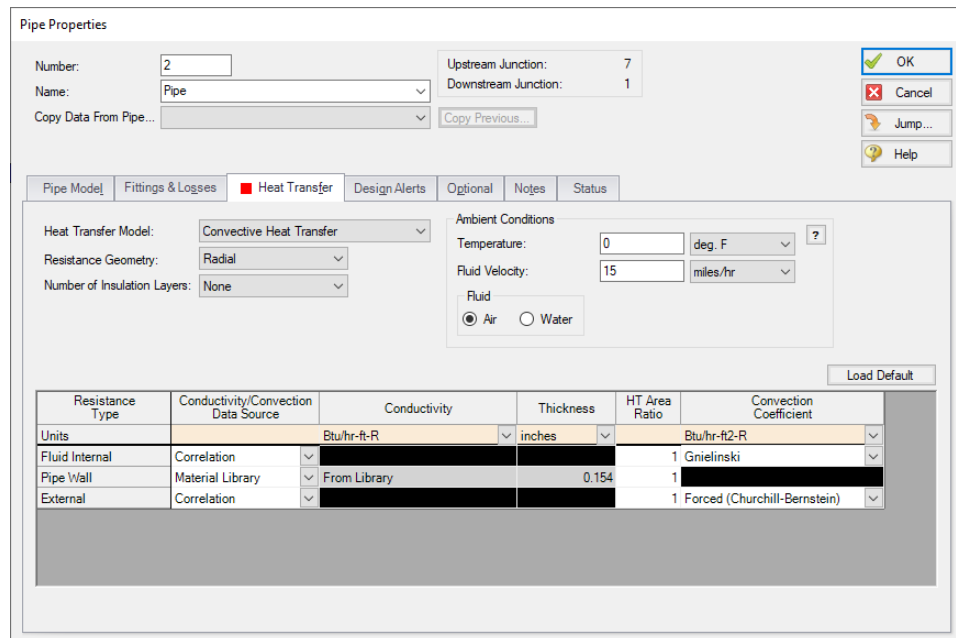 Pipe Properties
Number: 2
Name: Pipe
Copy Data From Pipe... Copy Previous...
Upstream Junction: 7
Downstream Junction: 1
OK
Cancel
Jump...
Help
Pipe Model Fittings & Losses Heat Transfer Design Alerts Optional Notes Status
Heat Transfer Model: Convective Heat Transfer
Resistance Geometry: Radial
Number of Insulation Layers: None
Ambient Conditions
Temperature: 0 deg. F ?
Fluid Velocity: 15 miles/hr
Fluid
Air Water
Load Default
Resistance Type Conductivity/Convection Data Source Conductivity Thickness HT Area Ratio Convection Coefficient
Units Btu/hr-ft-R inches Btu/hr-ft2-R
Fluid Internal Correlation 1 Gnielinski
Pipe Wall Material Library From Library 0.154 1
External Correlation 1 Forced (Churchill-Bernstein)